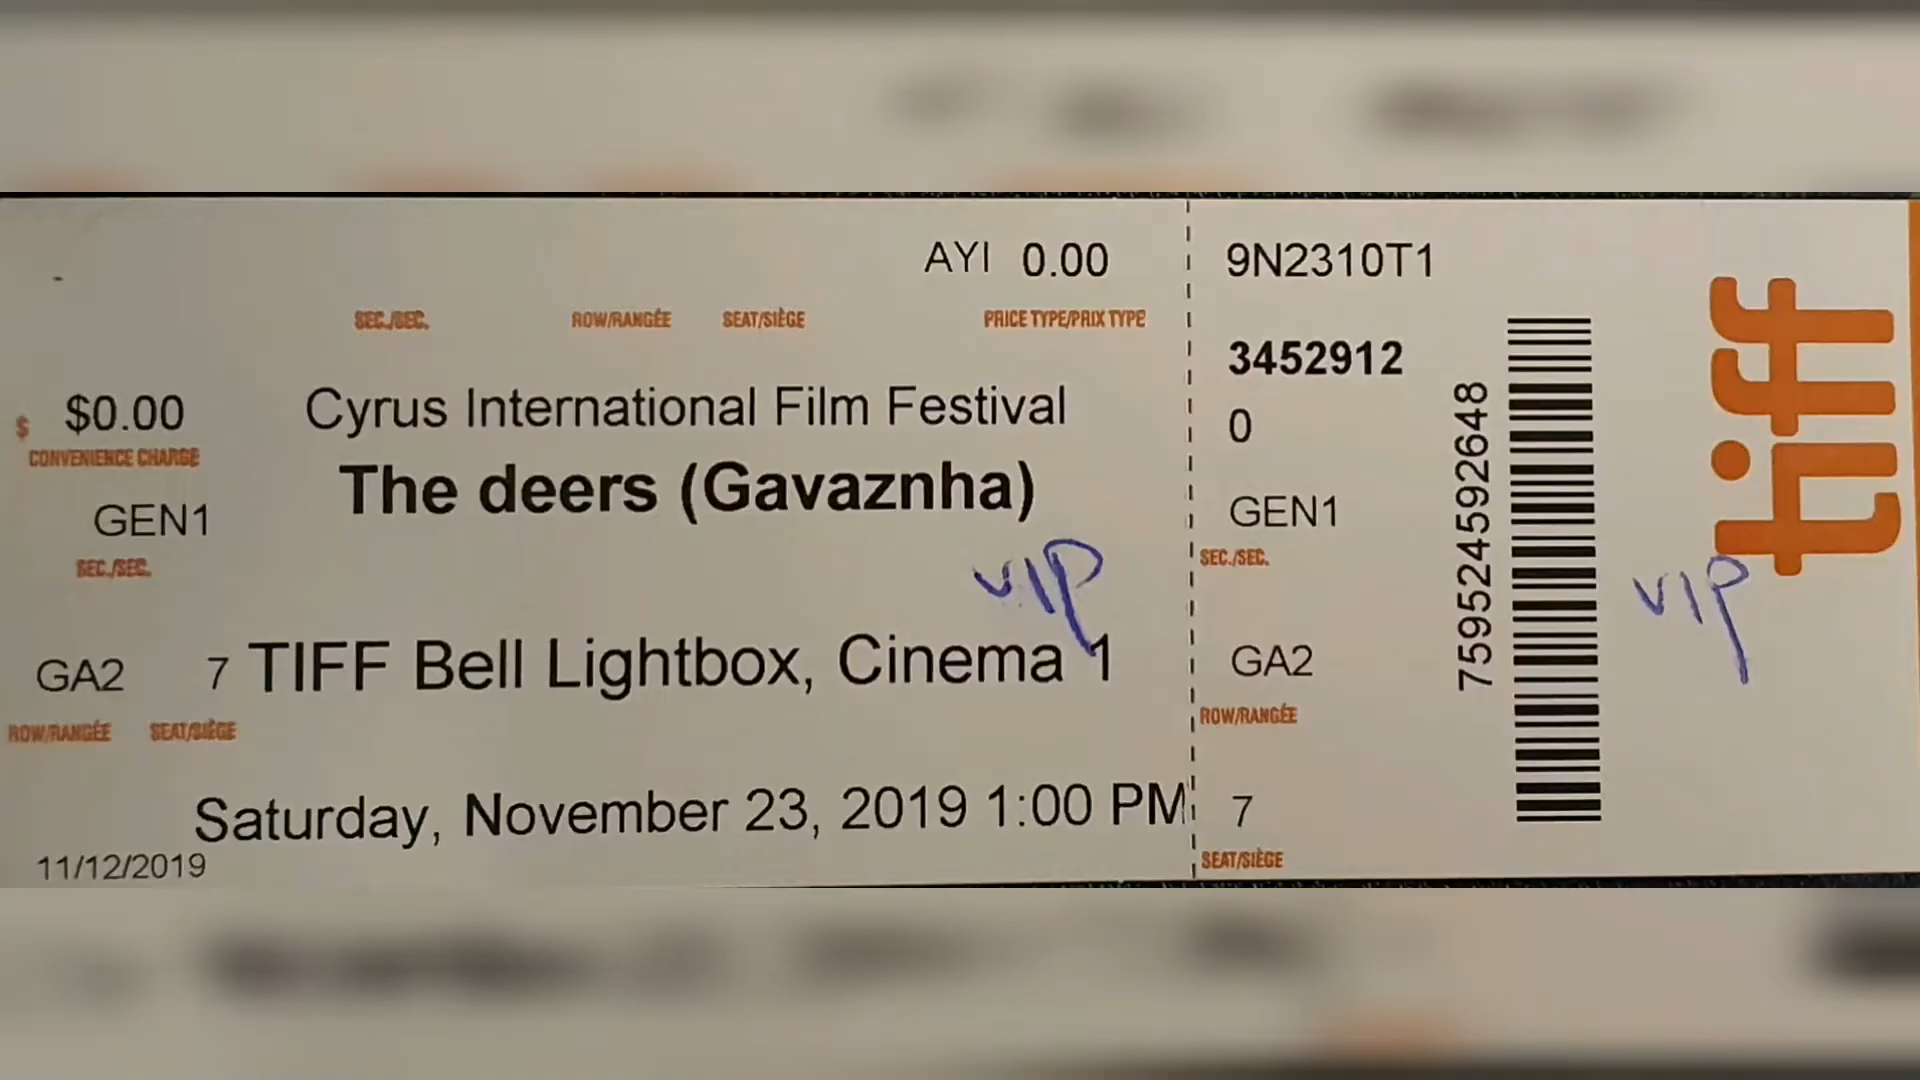 AYI 0.00
SEC./SEC. ROW/RANGÉE SEAT/SIÈGE PRICE TYPE/PRIX TYPE
$ $0.00
CONVENIENCE CHARGE
Cyrus International Film Festival
The deers (Gavaznha)
GEN1
SEC./SEC.
VIP
GA2 7 TIFF Bell Lightbox, Cinema 1
ROW/RANGÉE SEAT/SIÈGE
Saturday, November 23, 2019 1:00 PM
11/12/2019
9N2310T1
3452912
0
GEN1
SEC./SEC.
GA2
ROW/RANGÉE
7
SEAT/SIÈGE
759524592648
tiff
VIP